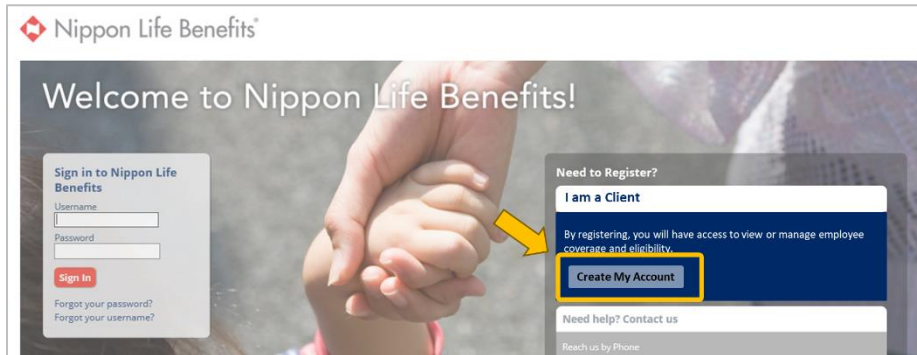 Nippon Life Benefits®
Welcome to Nippon Life Benefits!
Sign in to Nippon Life
Benefits
Username
Password
Sign In
Forgot your password?
Forgot your username?
Need to Register?
I am a Client
By registering, you will have access to view or manage employee
coverage and eligibility.
Create My Account
Need help? Contact us
Reach us by Phone